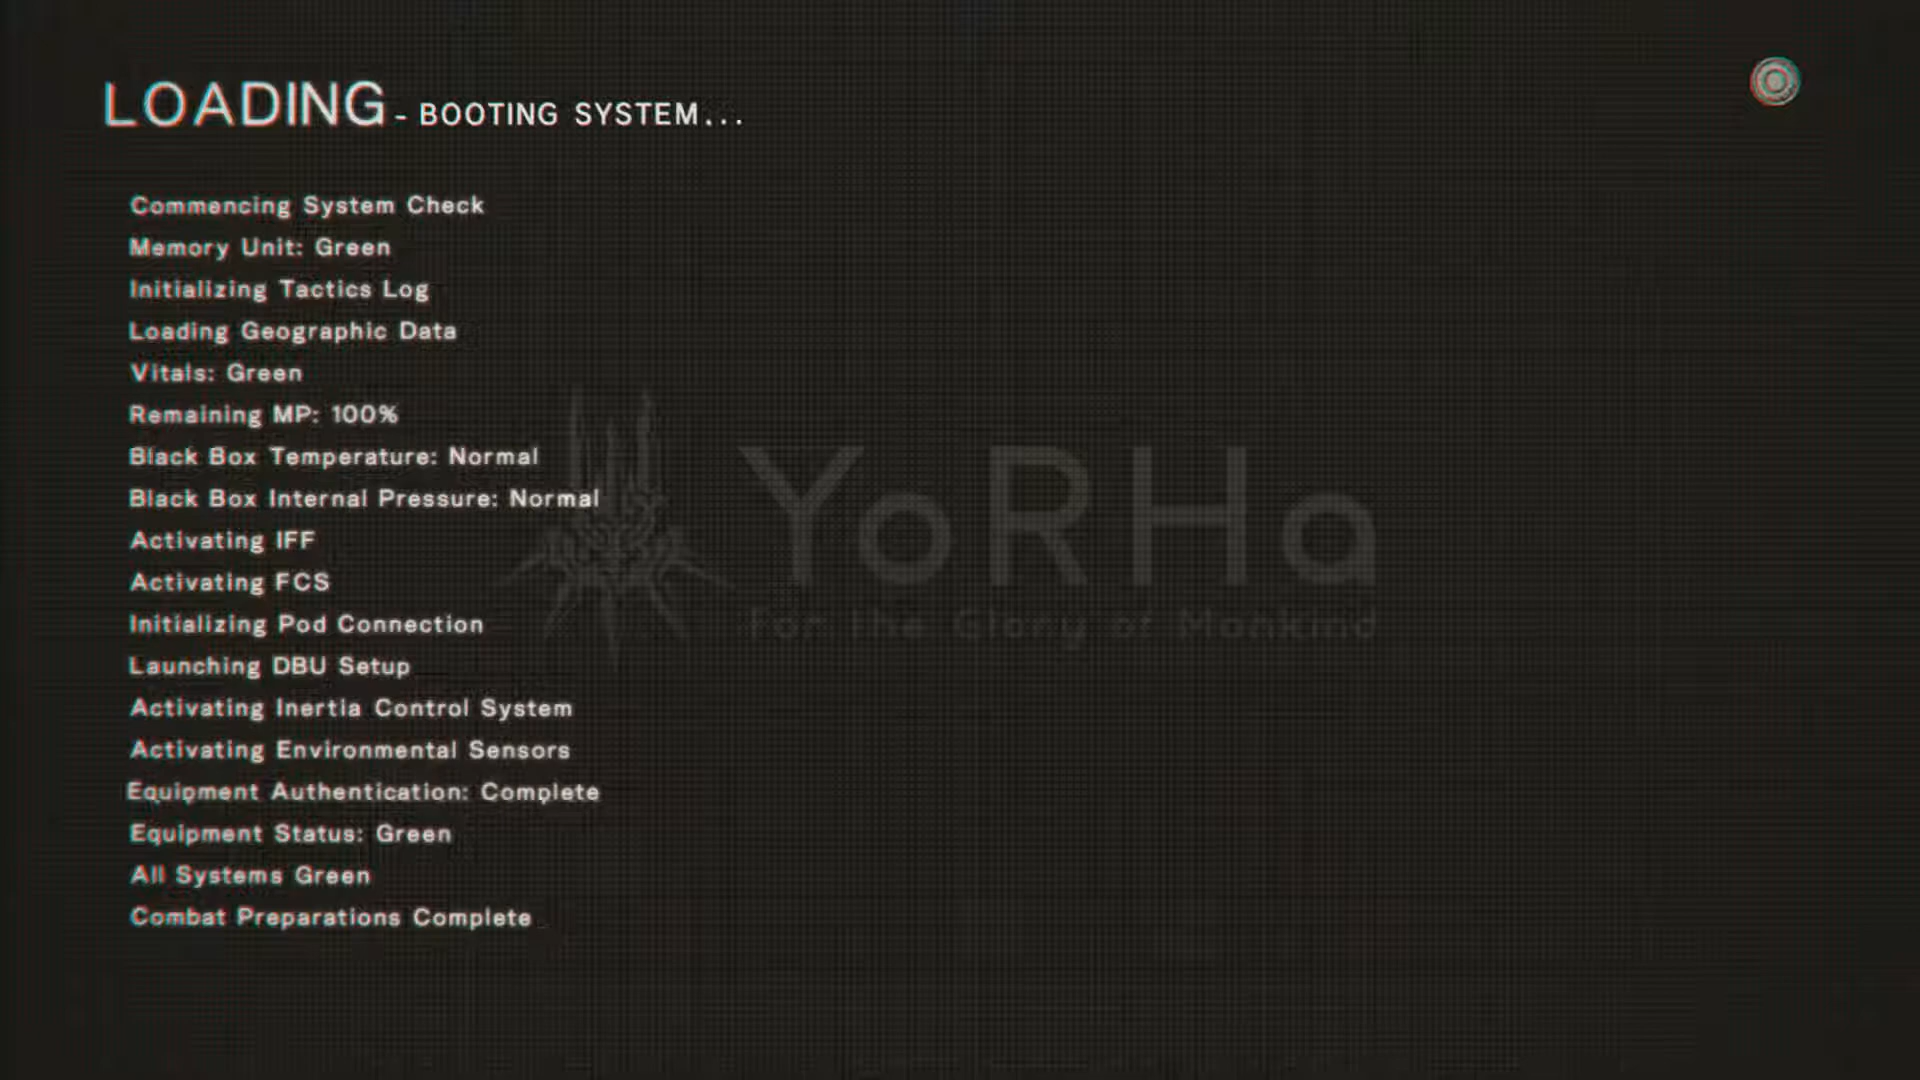 LOADING - BOOTING SYSTEM...
Commencing System Check
Memory Unit: Green
Initializing Tactics Log
Loading Geographic Data
Vitals: Green
Remaining MP: 100%
Black Box Temperature: Normal
Black Box Internal Pressure: Normal
Activating IFF
Activating FCS
Initializing Pod Connection
Launching DBU Setup
Activating Inertia Control System
Activating Environmental Sensors
Equipment Authentication: Complete
Equipment Status: Green
All Systems Green
Combat Preparations Complete
YoRHa
For the Glory of Mankind